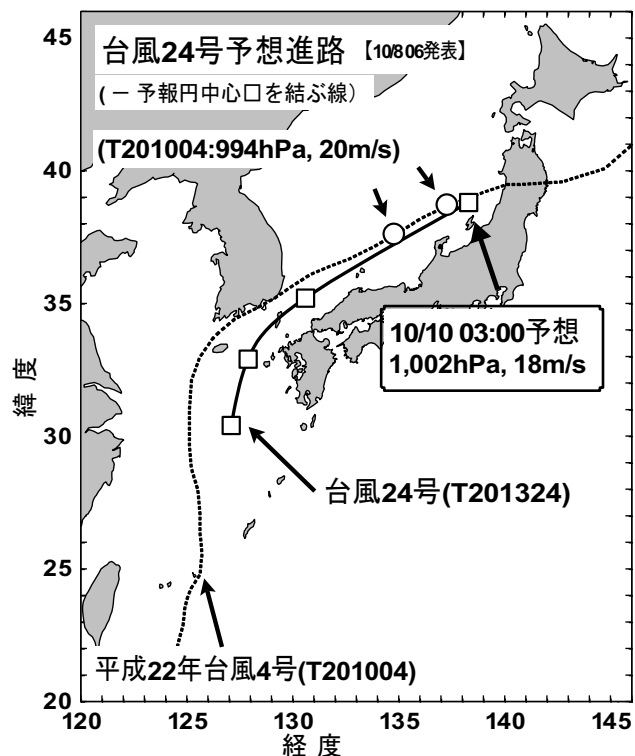 台風24号予想進路 【10/8 06発表】
( － 予報円中心□を結ぶ線)
(T201004:994hPa, 20m/s)
10/10 03:00予想
1,002hPa, 18m/s
台風24号(T201324)
平成22年台風4号(T201004)
緯度
45
40
35
30
25
20
120 125 130 135 140 145
経度